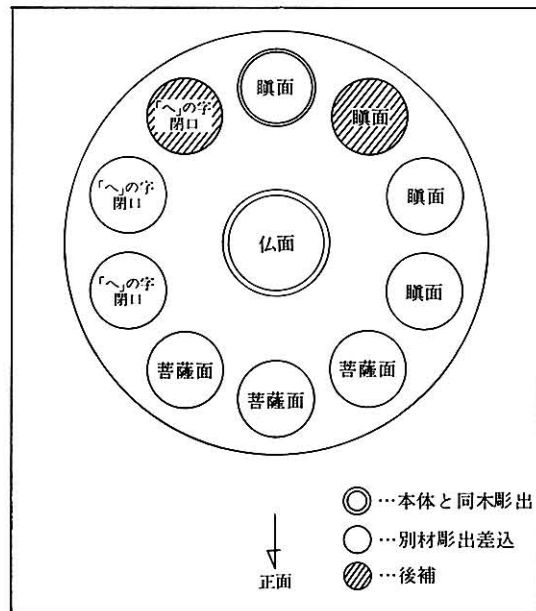 瞋面
「へ」の字
閉口
瞋面
「へ」の字
閉口
瞋面
仏面
「へ」の字
閉口
瞋面
菩薩面
菩薩面
菩薩面
…本体と同木彫出
…別材彫出差込
…後補
正面